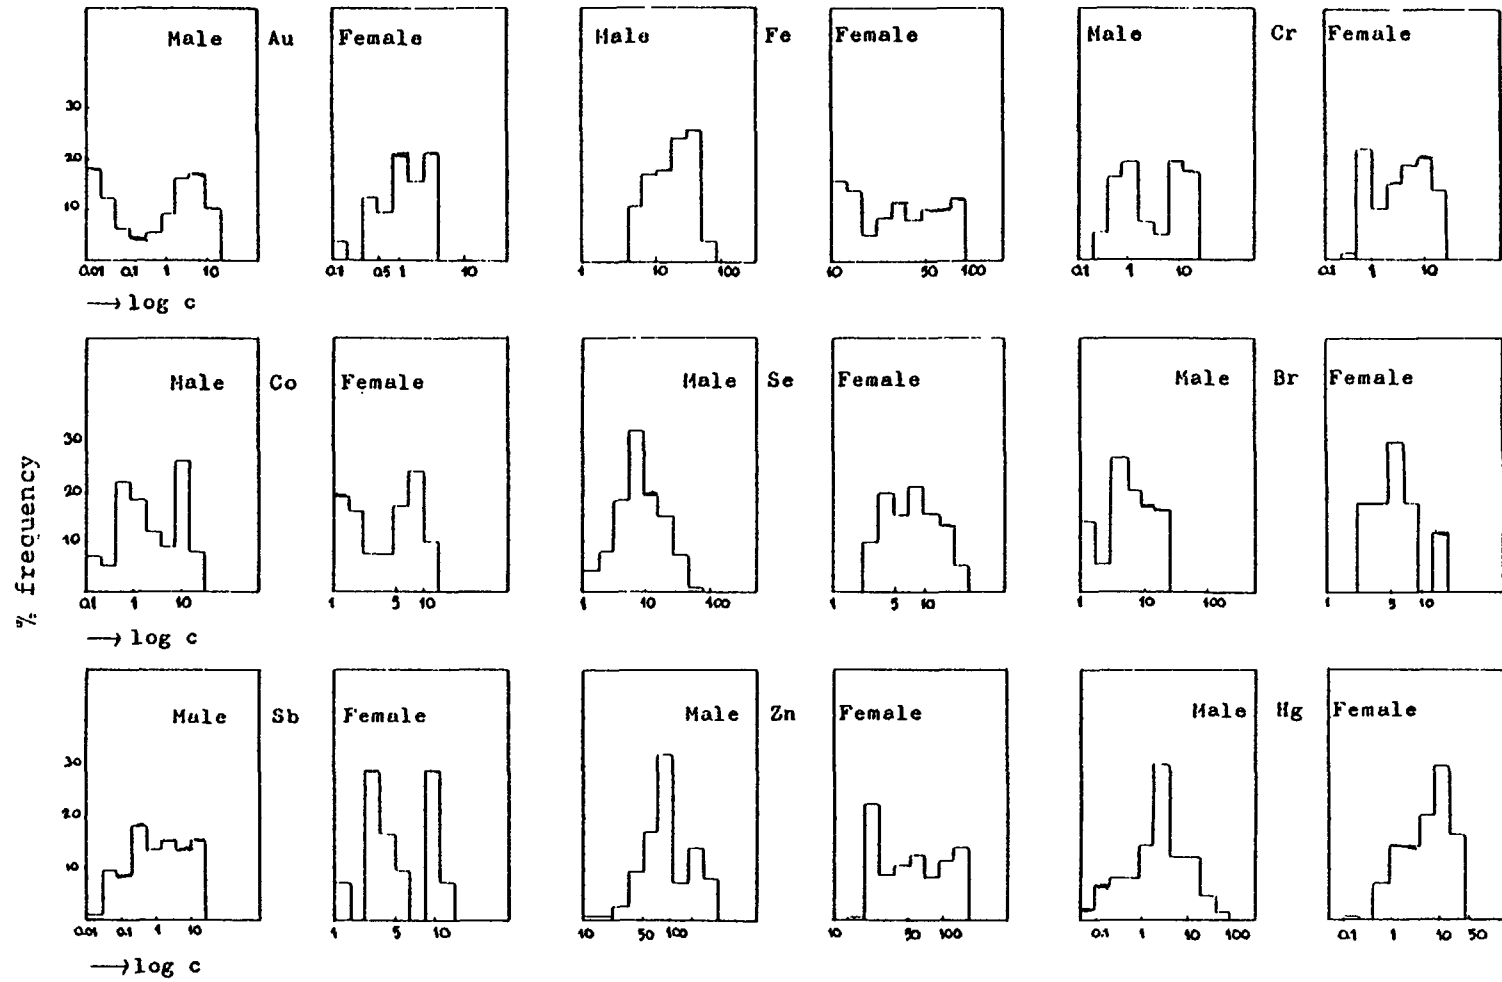 Male Au Female Male Fe Female Male Cr Female
30
20
10
0.01 0.1 1 10 0.1 0.5 1 10 1 10 100 10 50 100 0.1 1 10 0.1 1 10
→ log c
Male Co Female Male Se Female Male Br Female
% frequency
30
20
10
0.1 1 10 1 5 10 1 10 100 1 5 10 1 10 100 1 5 10
→ log c
Male Sb Female Male Zn Female Male Hg Female
30
20
10
0.01 0.1 1 10 1 5 10 10 50 100 10 50 100 0.1 1 10 100 0.1 1 10 50
→ log c